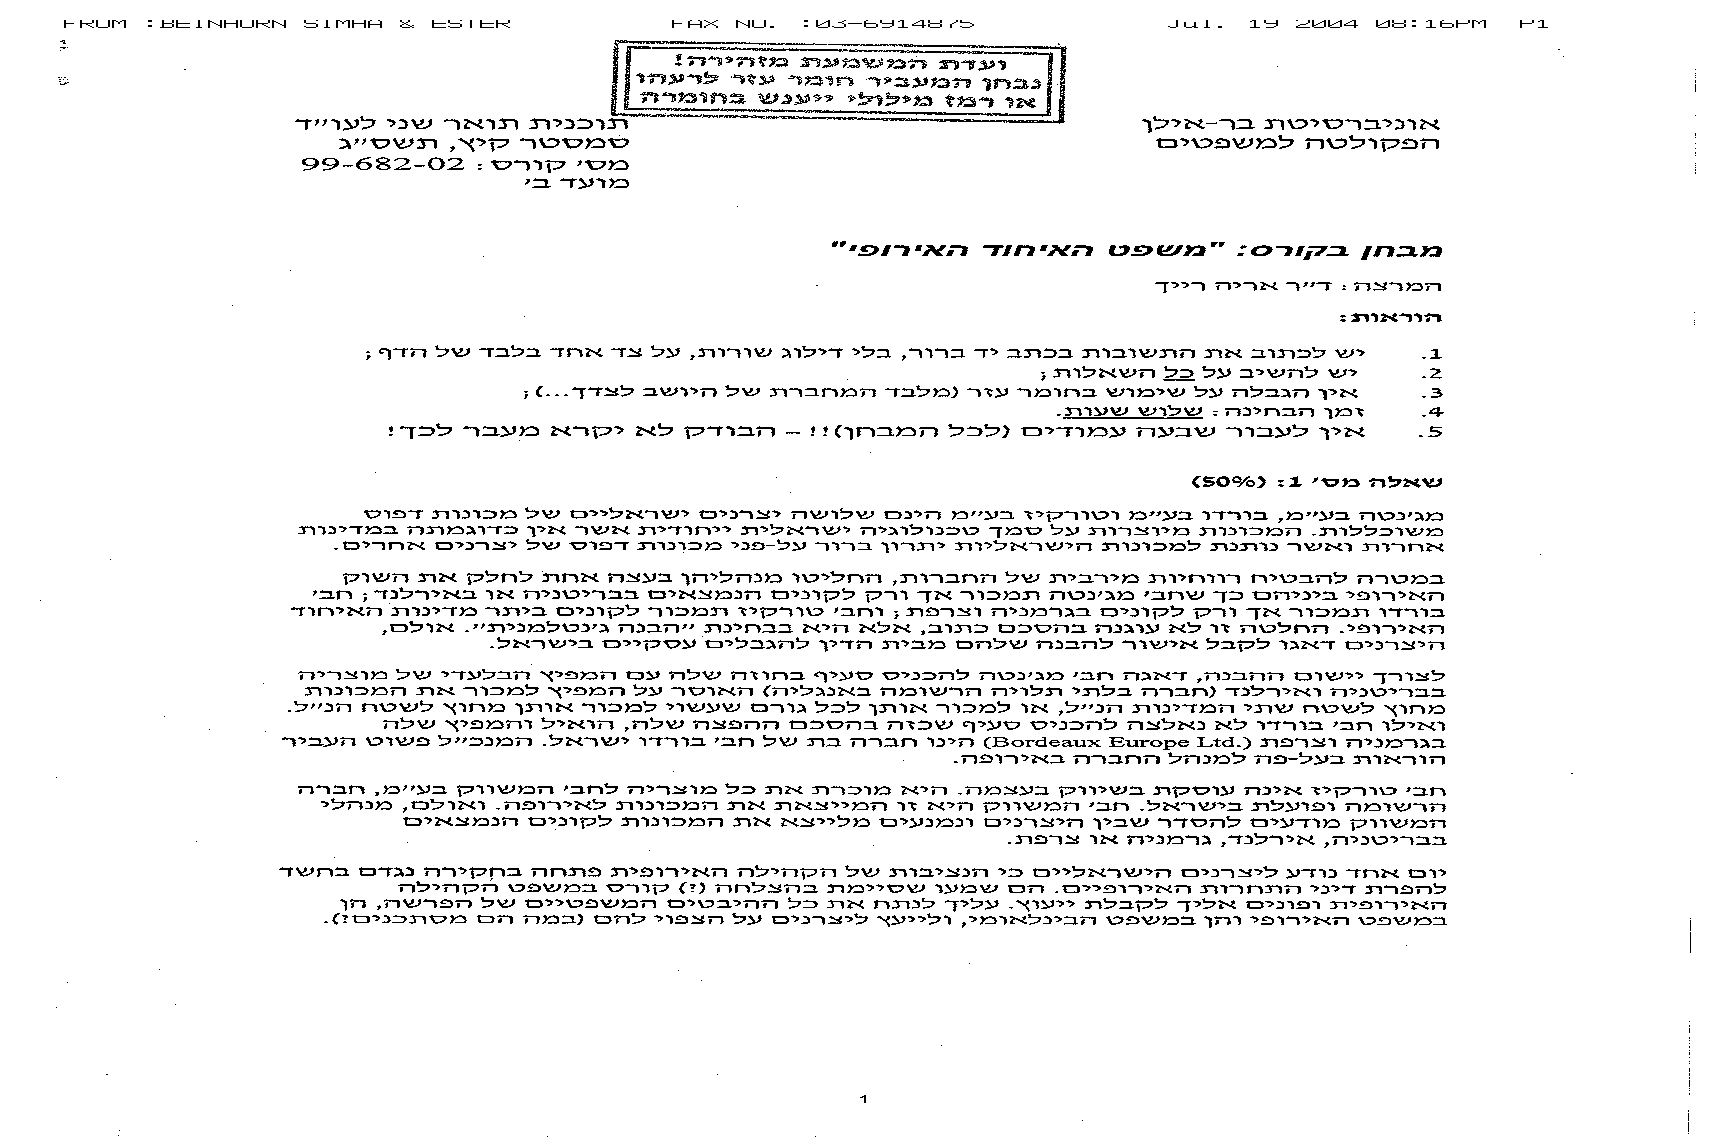 FROM :BEINHORN SIMHA & ESTER FAX NO. :03-6914875 Jul. 19 2004 08:16PM P1
ועדת המשמעת מזהירה!
נבחן המעביר חומר עזר לרעהו
או רמז מילולי ייענש בחומרה
אוניברסיטת בר-אילן
הפקולטה למשפטים
תוכנית תואר שני לעו״ד
סמסטר קיץ, תשס״ג
מס׳ קורס: 99-682-02
מועד ב׳
מבחן בקורס: "משפט האיחוד האירופי"
המרצה: ד״ר אריה רייך
הוראות:
1. יש לכתוב את התשובות בכתב יד ברור, בלי דילוג שורות, על צד אחד בלבד של הדף;
2. יש להשיב על כל השאלות;
3. אין הגבלה על שימוש בחומר עזר (מלבד המחברת של היושב לצדך...);
4. זמן הבחינה: שלוש שעות.
5. אין לעבור שבעה עמודים (לכל המבחן)!! – הבודק לא יקרא מעבר לכך!
שאלה מס׳ 1: (50%)
מגינטה בע״מ, בורדו בע״מ וטורקיז בע״מ הינם שלושה יצרנים ישראליים של מכונות דפוס
משוכללות. המכונות מיוצרות על סמך טכנולוגיה ישראלית ייחודית אשר אין כדוגמתה במדינות
אחרות ואשר נותנת למכונות הישראליות יתרון ברור על-פני מכונות דפוס של יצרנים אחרים.
במטרה להבטיח רווחיות מירבית של החברות, החליטו מנהליהן בעצה אחת לחלק את השוק
האירופי ביניהם כך שחב׳ מגינטה תמכור אך ורק לקונים הנמצאים בבריטניה או באירלנד; חב׳
בורדו תמכור אך ורק לקונים בגרמניה וצרפת; וחב׳ טורקיז תמכור לקונים ביתר מדינות האיחוד
האירופי. החלטה זו לא עוגנה בהסכם כתוב, אלא היא בבחינת ״הבנה ג׳נטלמנית״. אולם,
היצרנים דאגו לקבל אישור להבנה שלהם מבית הדין להגבלים עסקיים בישראל.
לצורך יישום ההבנה, דאגה חב׳ מגינטה להכניס סעיף בחוזה שלה עם המפיץ הבלעדי של מוצריה
בבריטניה ואירלנד (חברה בלתי תלויה הרשומה באנגליה) האוסר על המפיץ למכור את המכונות
מחוץ לשטח שתי המדינות הנ״ל, או למכור אותן לכל גורם שעשוי למכור אותן מחוץ לשטח הנ״ל.
ואילו חב׳ בורדו לא נאלצה להכניס סעיף שכזה בהסכם ההפצה שלה, הואיל והמפיץ שלה
בגרמניה וצרפת (Bordeaux Europe Ltd.) הינו חברה בת של חב׳ בורדו ישראל. המנכ״ל פשוט העביר
הוראות בעל-פה למנהל החברה באירופה.
חב׳ טורקיז אינה עוסקת בשיווק בעצמה. היא מוכרת את כל מוצריה לחב׳ המשווק בע״מ, חברה
הרשומה ופועלת בישראל. חב׳ המשווק היא זו המייצאת את המכונות לאירופה. ואולם, מנהלי
המשווק מודעים להסדר שבין היצרנים ונמנעים מלייצא את המכונות לקונים הנמצאים
בבריטניה, אירלנד, גרמניה או צרפת.
יום אחד נודע ליצרנים הישראליים כי הנציבות של הקהילה האירופית פתחה בחקירה נגדם בחשד
להפרת דיני התחרות האירופיים. הם שמעו שסיימת בהצלחה (?) קורס במשפט הקהילה
האירופית ופונים אליך לקבלת ייעוץ. עליך לנתח את כל ההיבטים המשפטיים של הפרשה, הן
במשפט האירופי והן במשפט הבינלאומי, ולייעץ ליצרנים על הצפוי להם (במה הם מסתכנים?).
1